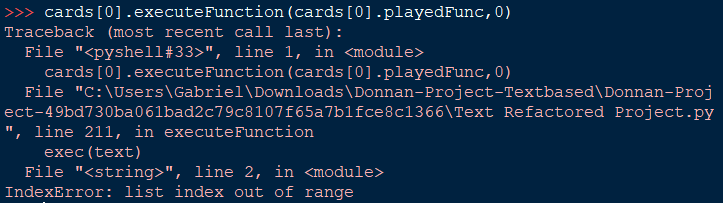 >>> cards[0].executeFunction(cards[0].playedFunc,0)
Traceback (most recent call last):
  File "<pyshell#33>", line 1, in <module>
    cards[0].executeFunction(cards[0].playedFunc,0)
  File "C:\Users\Gabriel\Downloads\Donnan-Project-Textbased\Donnan-Proj
ect-49bd730ba061bad2c79c8107f65a7b1fce8c1366\Text Refactored Project.py
", line 211, in executeFunction
    exec(text)
  File "<string>", line 2, in <module>
IndexError: list index out of range